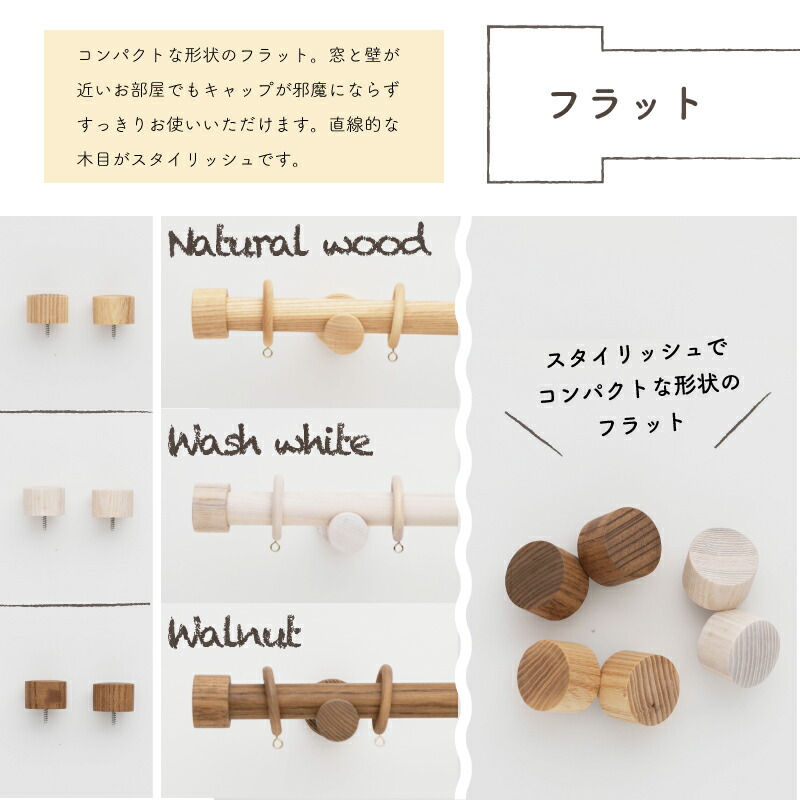 コンパクトな形状のフラット。窓と壁が
近いお部屋でもキャップが邪魔にならず
すっきりお使いいただけます。直線的な
木目がスタイリッシュです。
フラット
Natural wood
Wash white
Walnut
スタイリッシュで
コンパクトな形状の
フラット